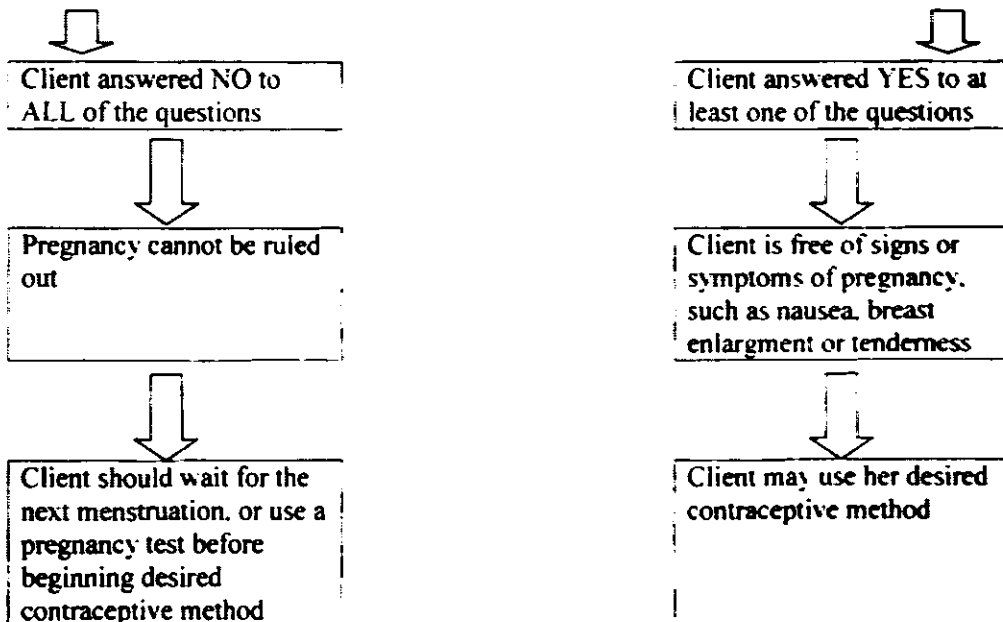 Client answered NO to
ALL of the questions
Pregnancy cannot be ruled
out
Client should wait for the
next menstruation, or use a
pregnancy test before
beginning desired
contraceptive method
Client answered YES to at
least one of the questions
Client is free of signs or
symptoms of pregnancy,
such as nausea, breast
enlargment or tenderness
Client may use her desired
contraceptive method